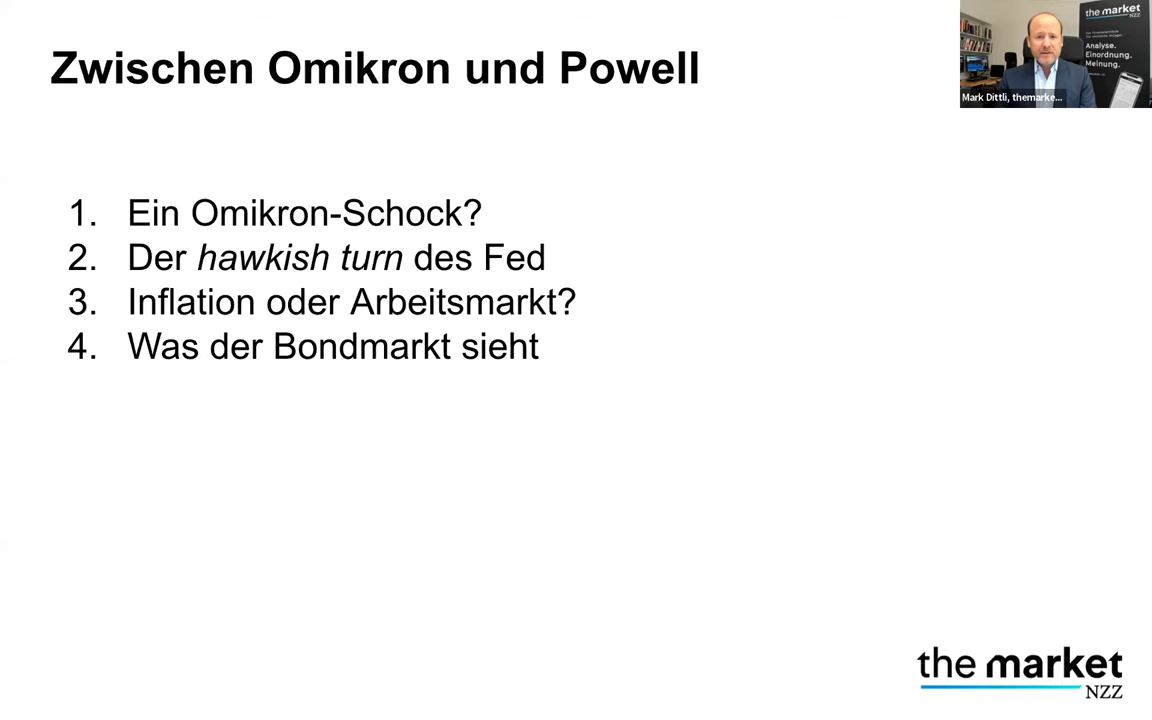 Zwischen Omikron und Powell
the market
NZZ
Analyse.
Einordnung.
Meinung.
Mark Dittli, themarke...
1. Ein Omikron-Schock?
2. Der hawkish turn des Fed
3. Inflation oder Arbeitsmarkt?
4. Was der Bondmarkt sieht
the market
NZZ